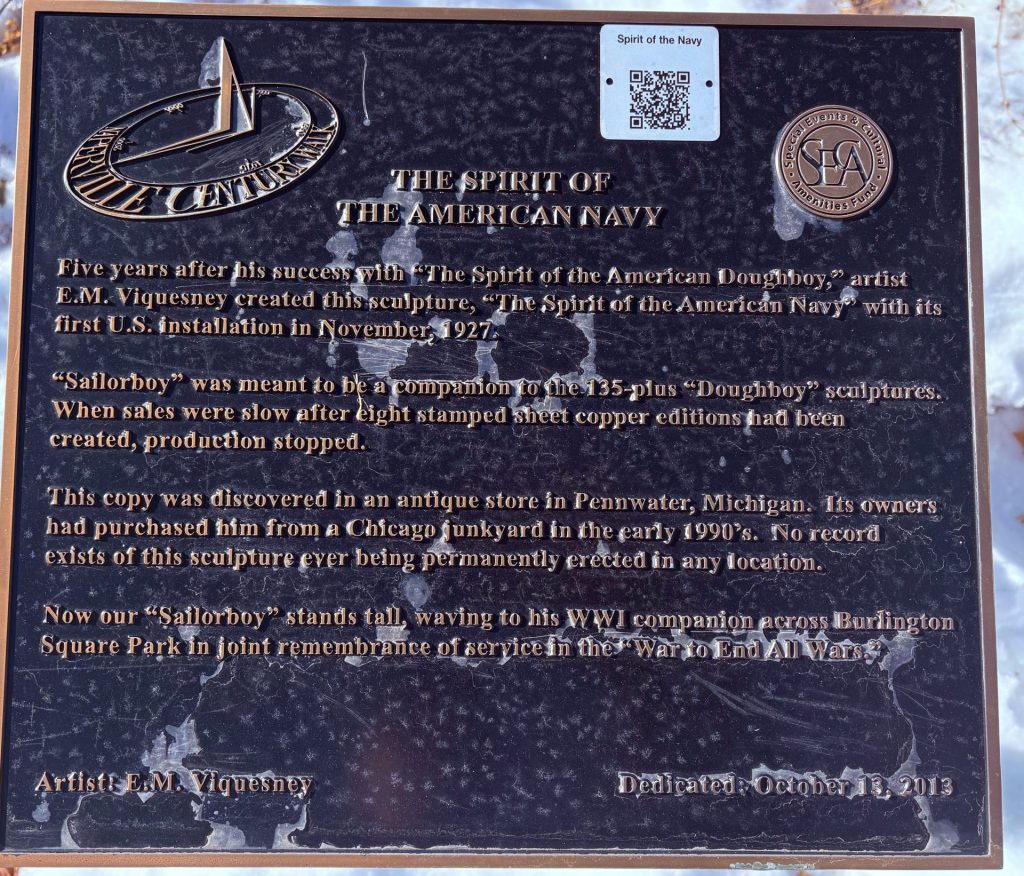 Spirit of the Navy
NAPERVILLE CENTURY WALK
Special Events & Cultural
SECA
Amenities Fund
THE SPIRIT OF
THE AMERICAN NAVY
Five years after his success with “The Spirit of the American Doughboy,” artist
E.M. Viquesney created this sculpture, “The Spirit of the American Navy” with its
first U.S. installation in November, 1927.
“Sailorboy” was meant to be a companion to the 135-plus “Doughboy” sculptures.
When sales were slow after eight stamped sheet copper editions had been
created, production stopped.
This copy was discovered in an antique store in Pennwater, Michigan. Its owners
had purchased him from a Chicago junkyard in the early 1990’s. No record
exists of this sculpture ever being permanently erected in any location.
Now our “Sailorboy” stands tall, waving to his WWI companion across Burlington
Square Park in joint remembrance of service in the “War to End All Wars.”
Artist: E.M. Viquesney
Dedicated: October 13, 2013